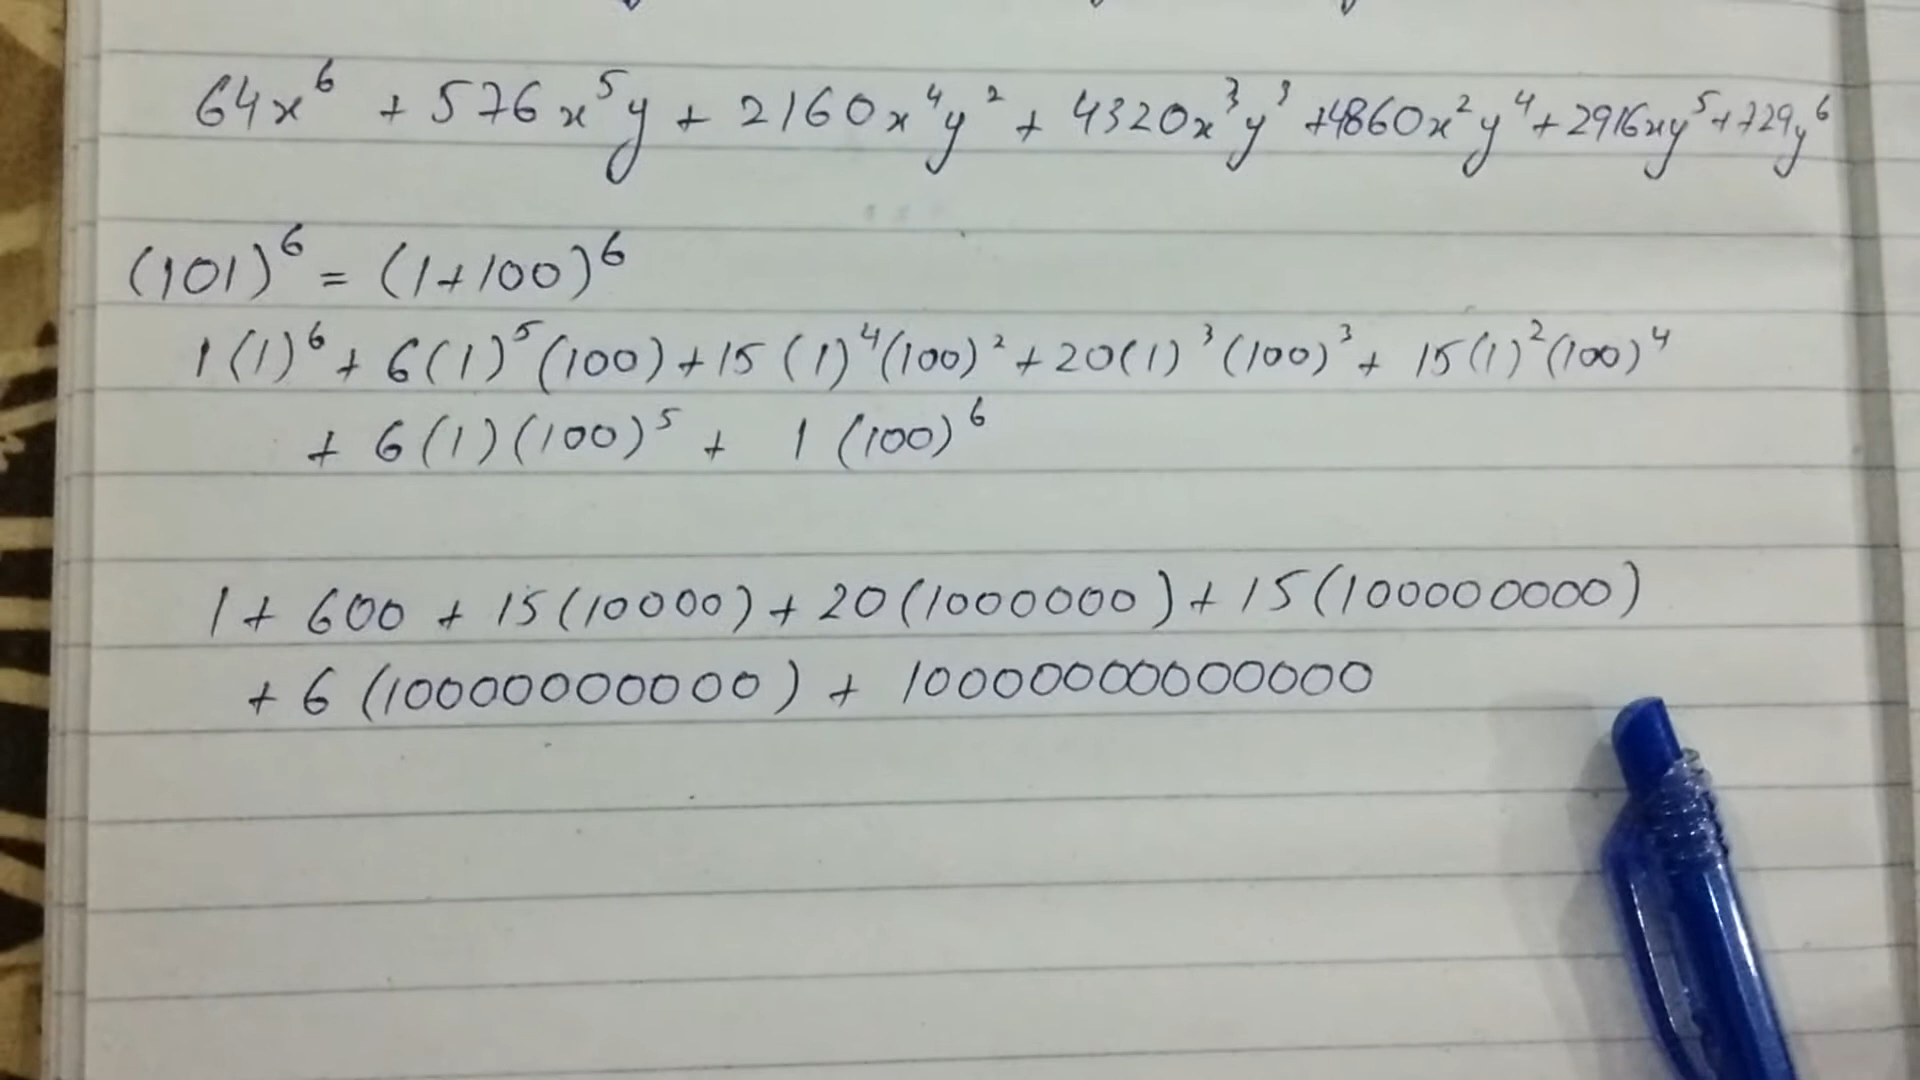 64x⁶ + 576x⁵y + 2160x⁴y² + 4320x³y³ + 4860x²y⁴ + 2916xy⁵ + 729y⁶
(101)⁶ = (1+100)⁶
1(1)⁶ + 6(1)⁵(100) + 15(1)⁴(100)² + 20(1)³(100)³ + 15(1)²(100)⁴
+ 6(1)(100)⁵ + 1(100)⁶
1 + 600 + 15(10000) + 20(1000000) + 15(100000000)
+ 6(10000000000) + 1000000000000